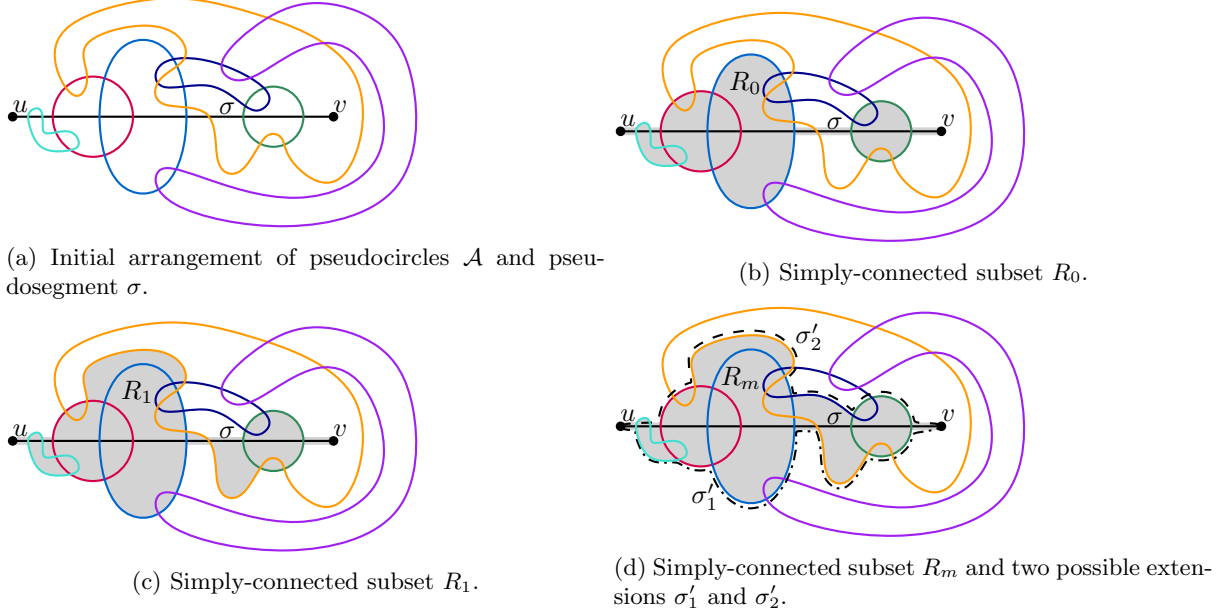 u
σ
v
(a) Initial arrangement of pseudocircles 𝒜 and pseu-
dosegment σ.
u
R₀
σ
v
(b) Simply-connected subset R₀.
u
R₁
σ
v
(c) Simply-connected subset R₁.
u
R_m
σ
v
σ′₂
σ′₁
(d) Simply-connected subset R_m and two possible exten-
sions σ′₁ and σ′₂.